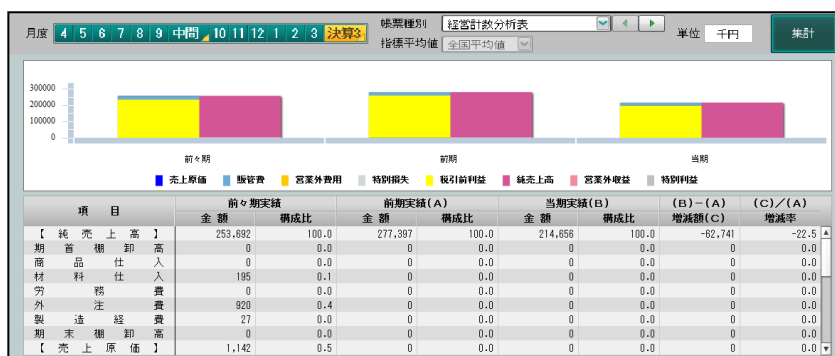 月度 4 5 6 7 8 9 中間 10 11 12 1 2 3 決算3 帳票種別 経営計数分析表 単位 千円 集計
指標平均値 全国平均値
300000
200000
100000
0
前々期 前期 当期
売上原価 販管費 営業外費用 特別損失 税引前利益 純売上高 営業外収益 特別利益
項 目 前々期実績 前期実績(A) 当期実績(B) (B)-(A) (C)/(A)
金 額 構成比 金 額 構成比 金 額 構成比 増減額(C) 増減率
【 純 売 上 高 】 253,692 100.0 277,397 100.0 214,656 100.0 -62,741 -22.5
期 首 棚 卸 高 0 0.0 0 0.0 0 0.0 0 0.0
商 品 仕 入 0 0.0 0 0.0 0 0.0 0 0.0
材 料 仕 入 195 0.1 0 0.0 0 0.0 0 0.0
労 務 費 0 0.0 0 0.0 0 0.0 0 0.0
外 注 費 920 0.4 0 0.0 0 0.0 0 0.0
製 造 経 費 27 0.0 0 0.0 0 0.0 0 0.0
期 末 棚 卸 高 0 0.0 0 0.0 0 0.0 0 0.0
【 売 上 原 価 】 1,142 0.5 0 0.0 0 0.0 0 0.0